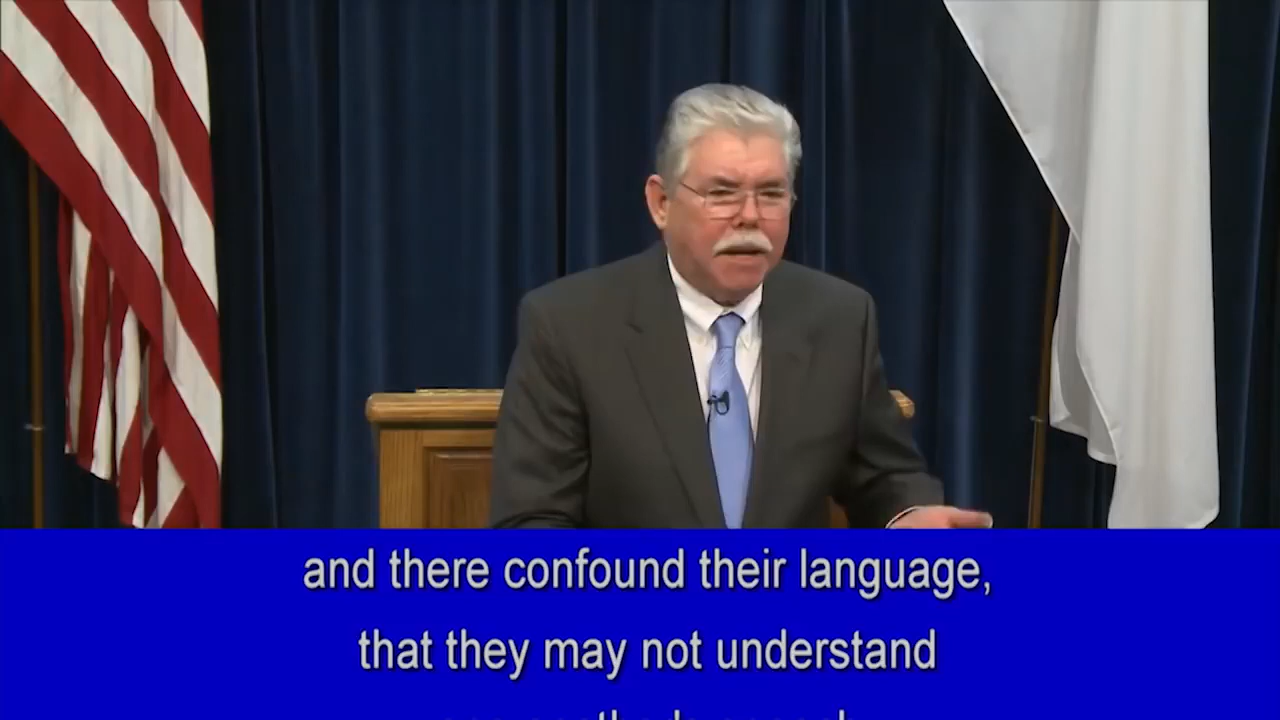 and there confound their language,
that they may not understand